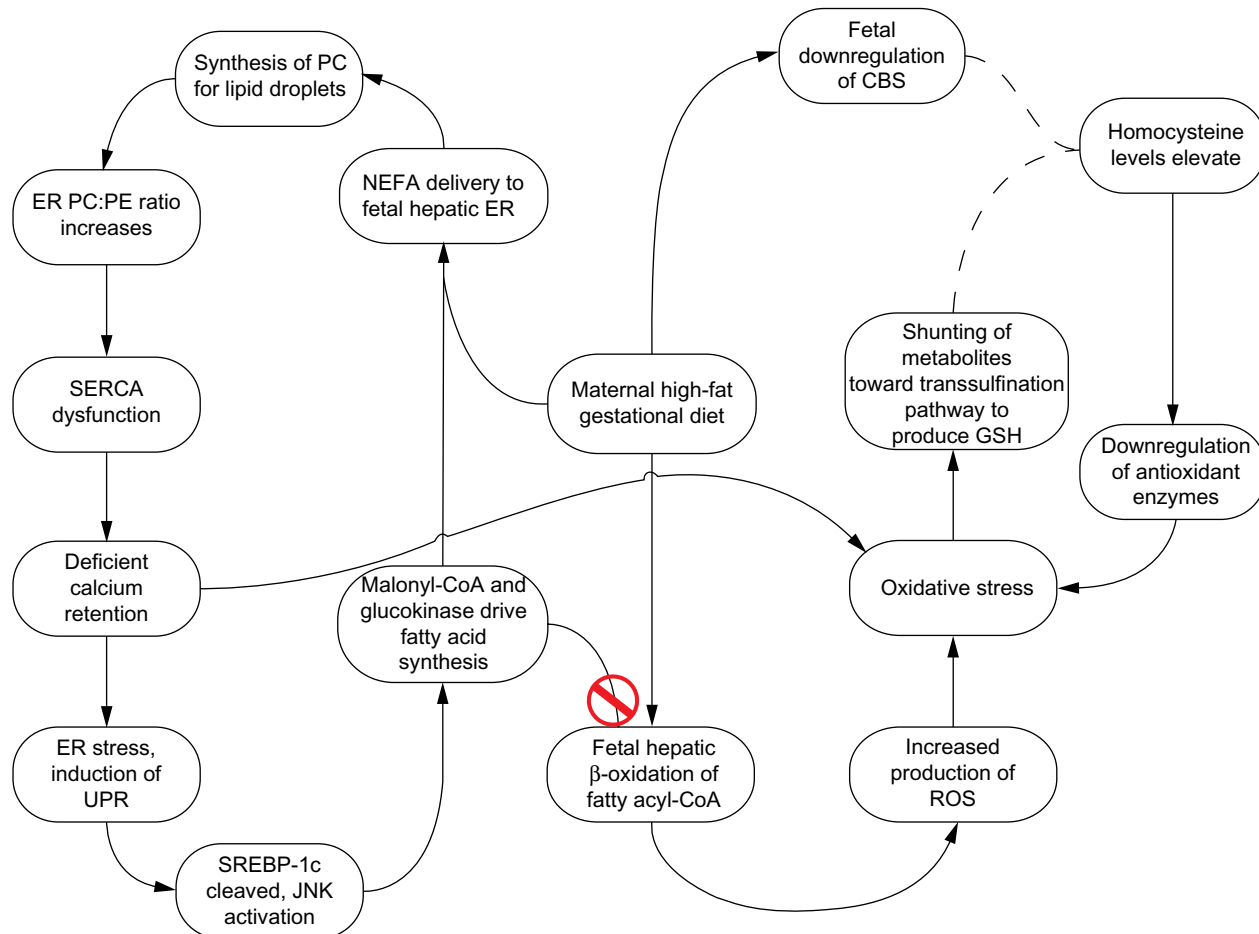 Fetal
downregulation
of CBS
Synthesis of PC
for lipid droplets
Homocysteine
levels elevate
NEFA delivery to
fetal hepatic ER
ER PC:PE ratio
increases
Shunting of
metabolites
toward transsulfination
pathway to
produce GSH
SERCA
dysfunction
Maternal high-fat
gestational diet
Downregulation
of antioxidant
enzymes
Deficient
calcium
retention
Malonyl-CoA and
glucokinase drive
fatty acid
synthesis
Oxidative stress
ER stress,
induction of
UPR
Fetal hepatic
β-oxidation of
fatty acyl-CoA
Increased
production of
ROS
SREBP-1c
cleaved, JNK
activation